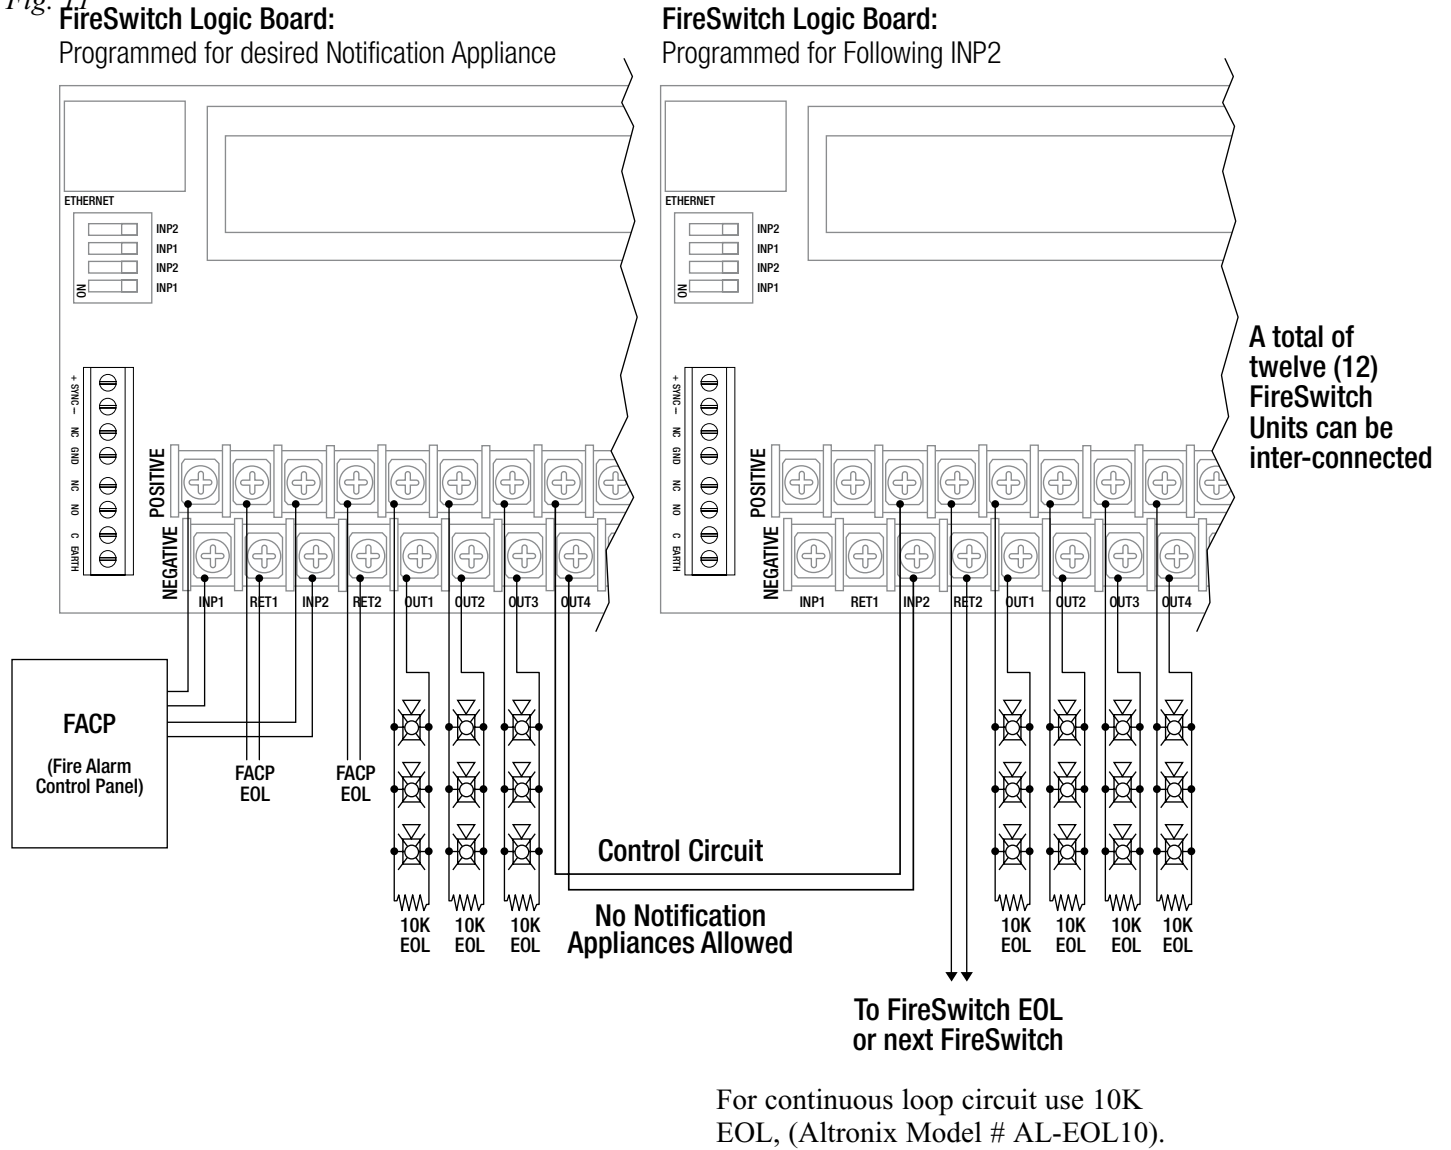 Fig. 11
FireSwitch Logic Board:
Programmed for desired Notification Appliance
FireSwitch Logic Board:
Programmed for Following INP2
ETHERNET
INP2
INP1
INP2
INP1
ON
+ SYNC –
NC GND
NC NO
C EARTH
POSITIVE
NEGATIVE
INP1 RET1 INP2 RET2 OUT1 OUT2 OUT3 OUT4
ETHERNET
INP2
INP1
INP2
INP1
ON
+ SYNC –
NC GND
NC NO
C EARTH
POSITIVE
NEGATIVE
INP1 RET1 INP2 RET2 OUT1 OUT2 OUT3 OUT4
A total of
twelve (12)
FireSwitch
Units can be
inter-connected
FACP
(Fire Alarm
Control Panel)
FACP
EOL
FACP
EOL
10K
EOL
10K
EOL
10K
EOL
Control Circuit
No Notification
Appliances Allowed
10K
EOL
10K
EOL
10K
EOL
10K
EOL
To FireSwitch EOL
or next FireSwitch
For continuous loop circuit use 10K
EOL, (Altronix Model # AL-EOL10).